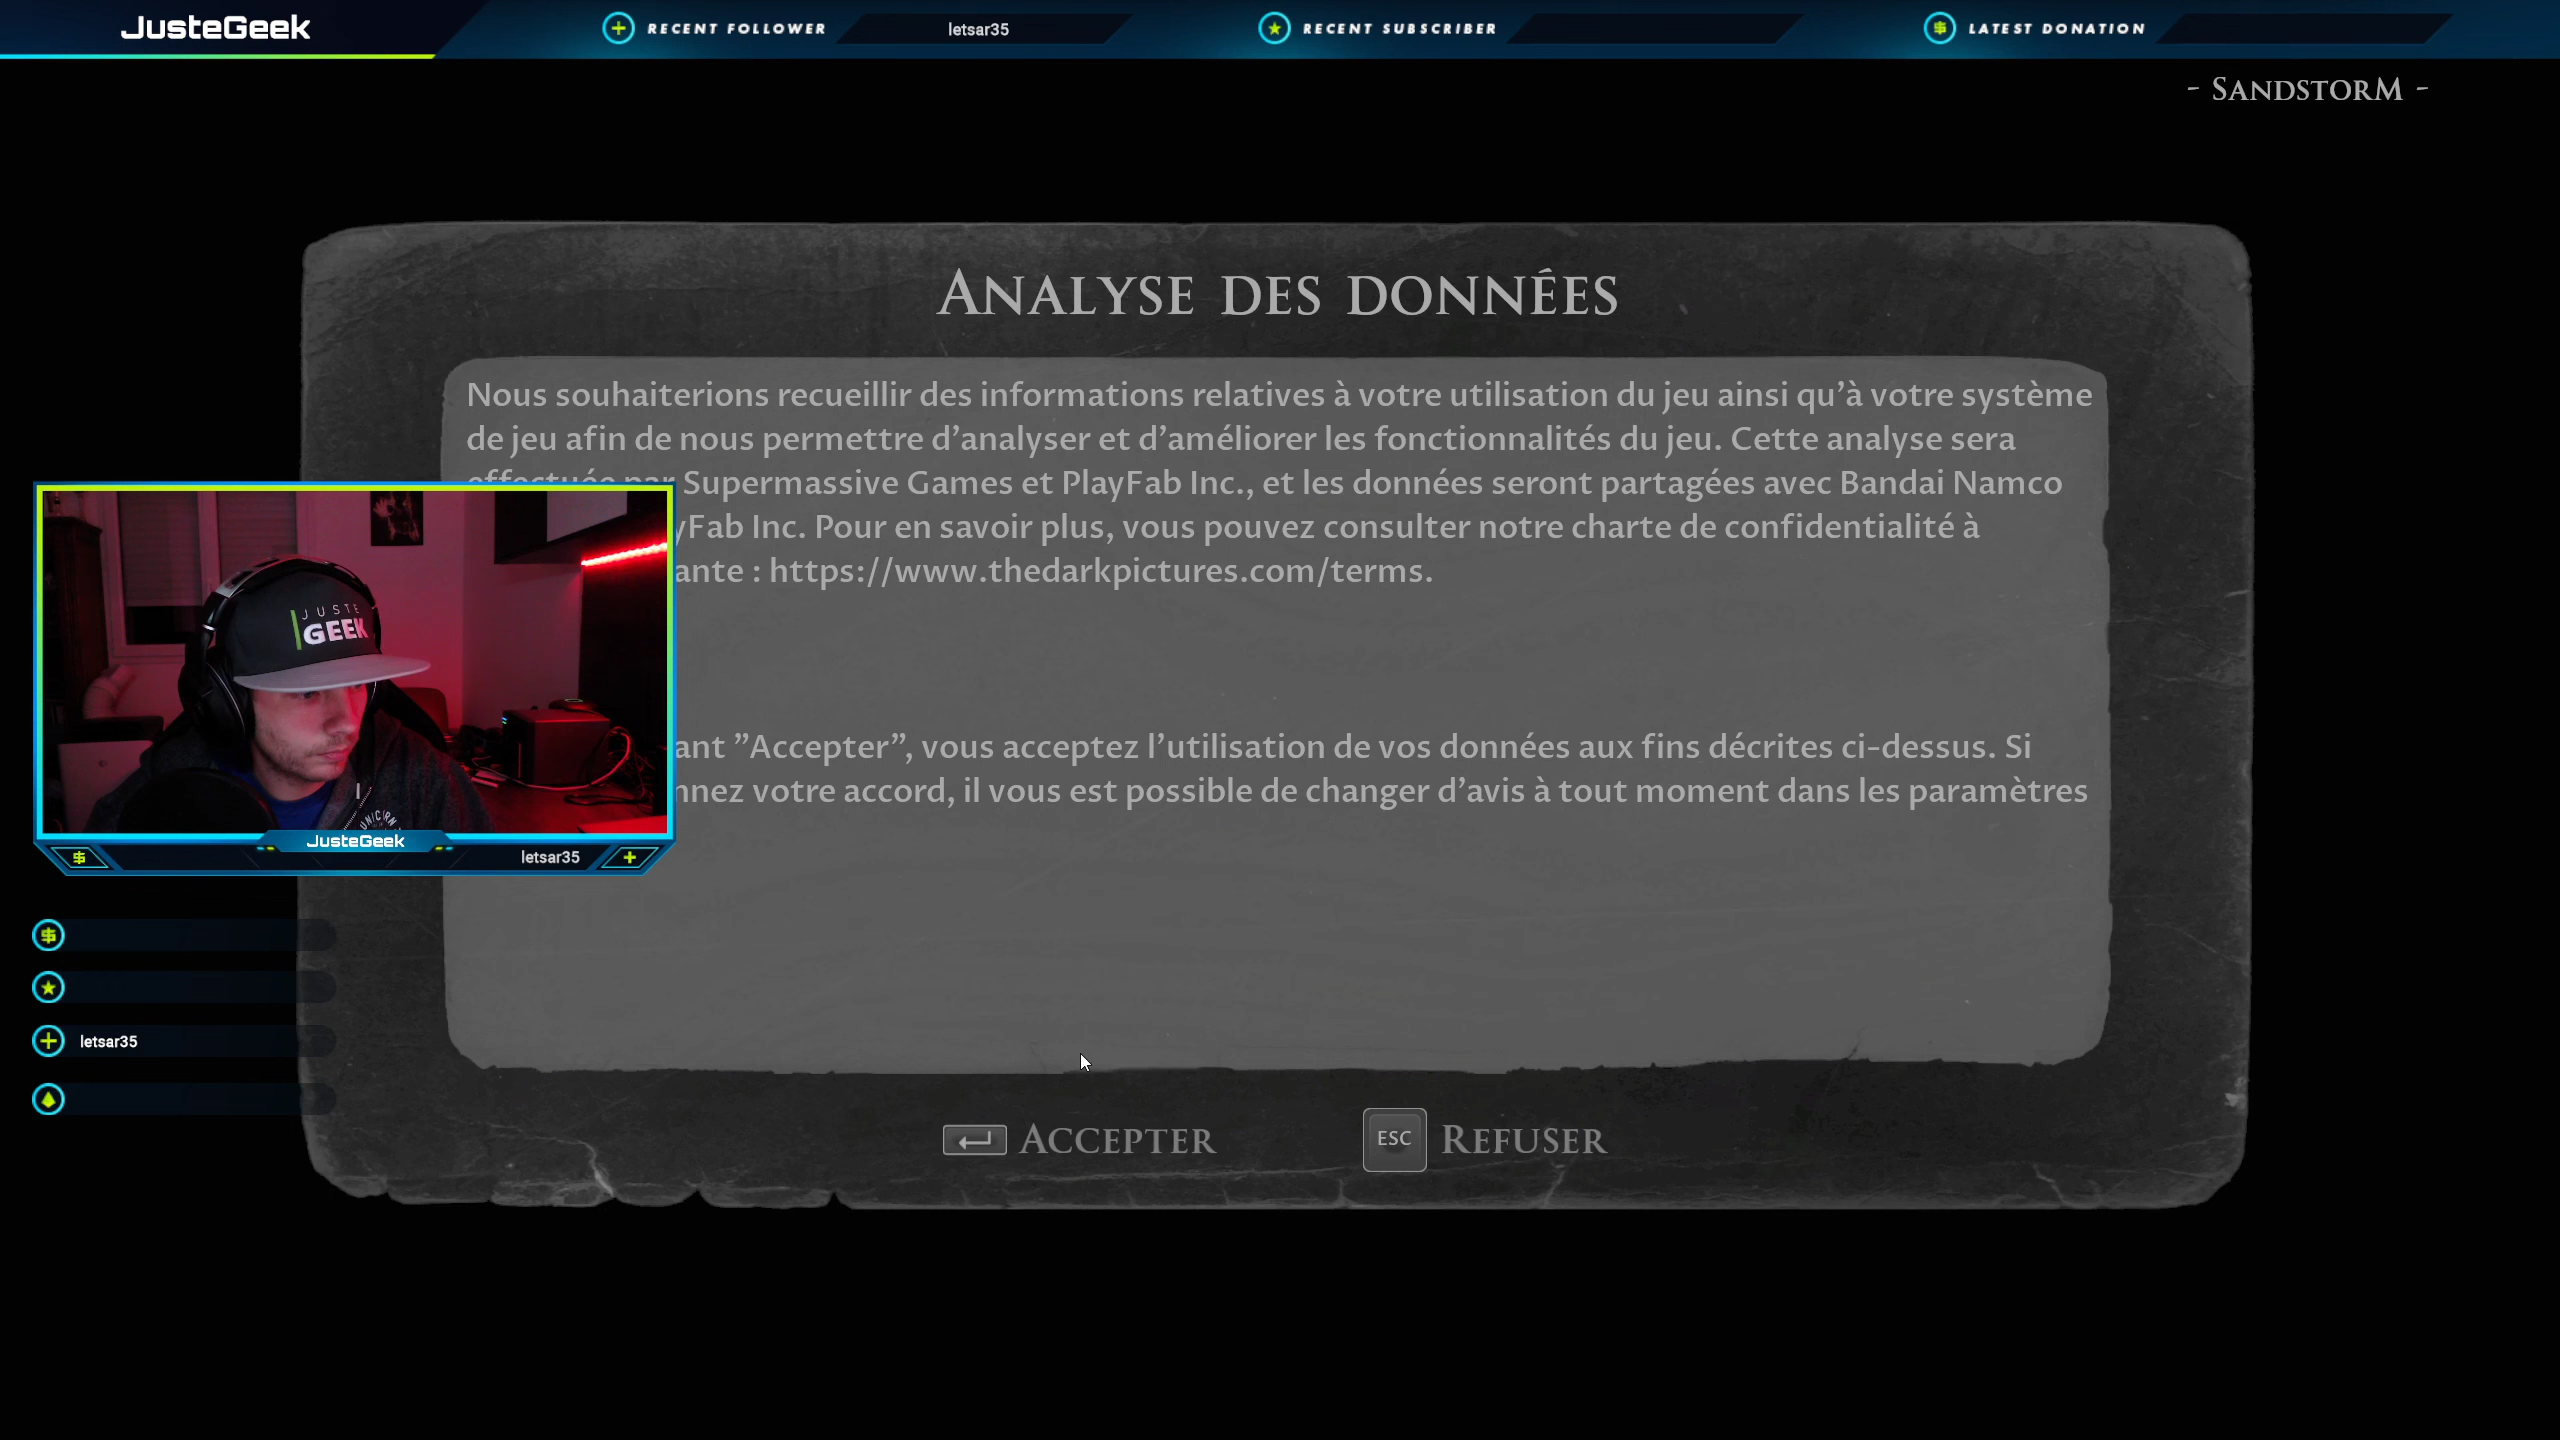 JusteGeek
RECENT FOLLOWER
letsar35
RECENT SUBSCRIBER
LATEST DONATION
- SandstorM -
Analyse des données
Nous souhaiterions recueillir des informations relatives à votre utilisation du jeu ainsi qu'à votre système
de jeu afin de nous permettre d'analyser et d'améliorer les fonctionnalités du jeu. Cette analyse sera
effectuée par Supermassive Games et PlayFab Inc., et les données seront partagées avec Bandai Namco
yFab Inc. Pour en savoir plus, vous pouvez consulter notre charte de confidentialité à
ante : https://www.thedarkpictures.com/terms.
ant "Accepter", vous acceptez l'utilisation de vos données aux fins décrites ci-dessus. Si
nnez votre accord, il vous est possible de changer d'avis à tout moment dans les paramètres
JUSTE
GEEK
UNICRN
JusteGeek
letsar35
letsar35
Accepter
ESC Refuser